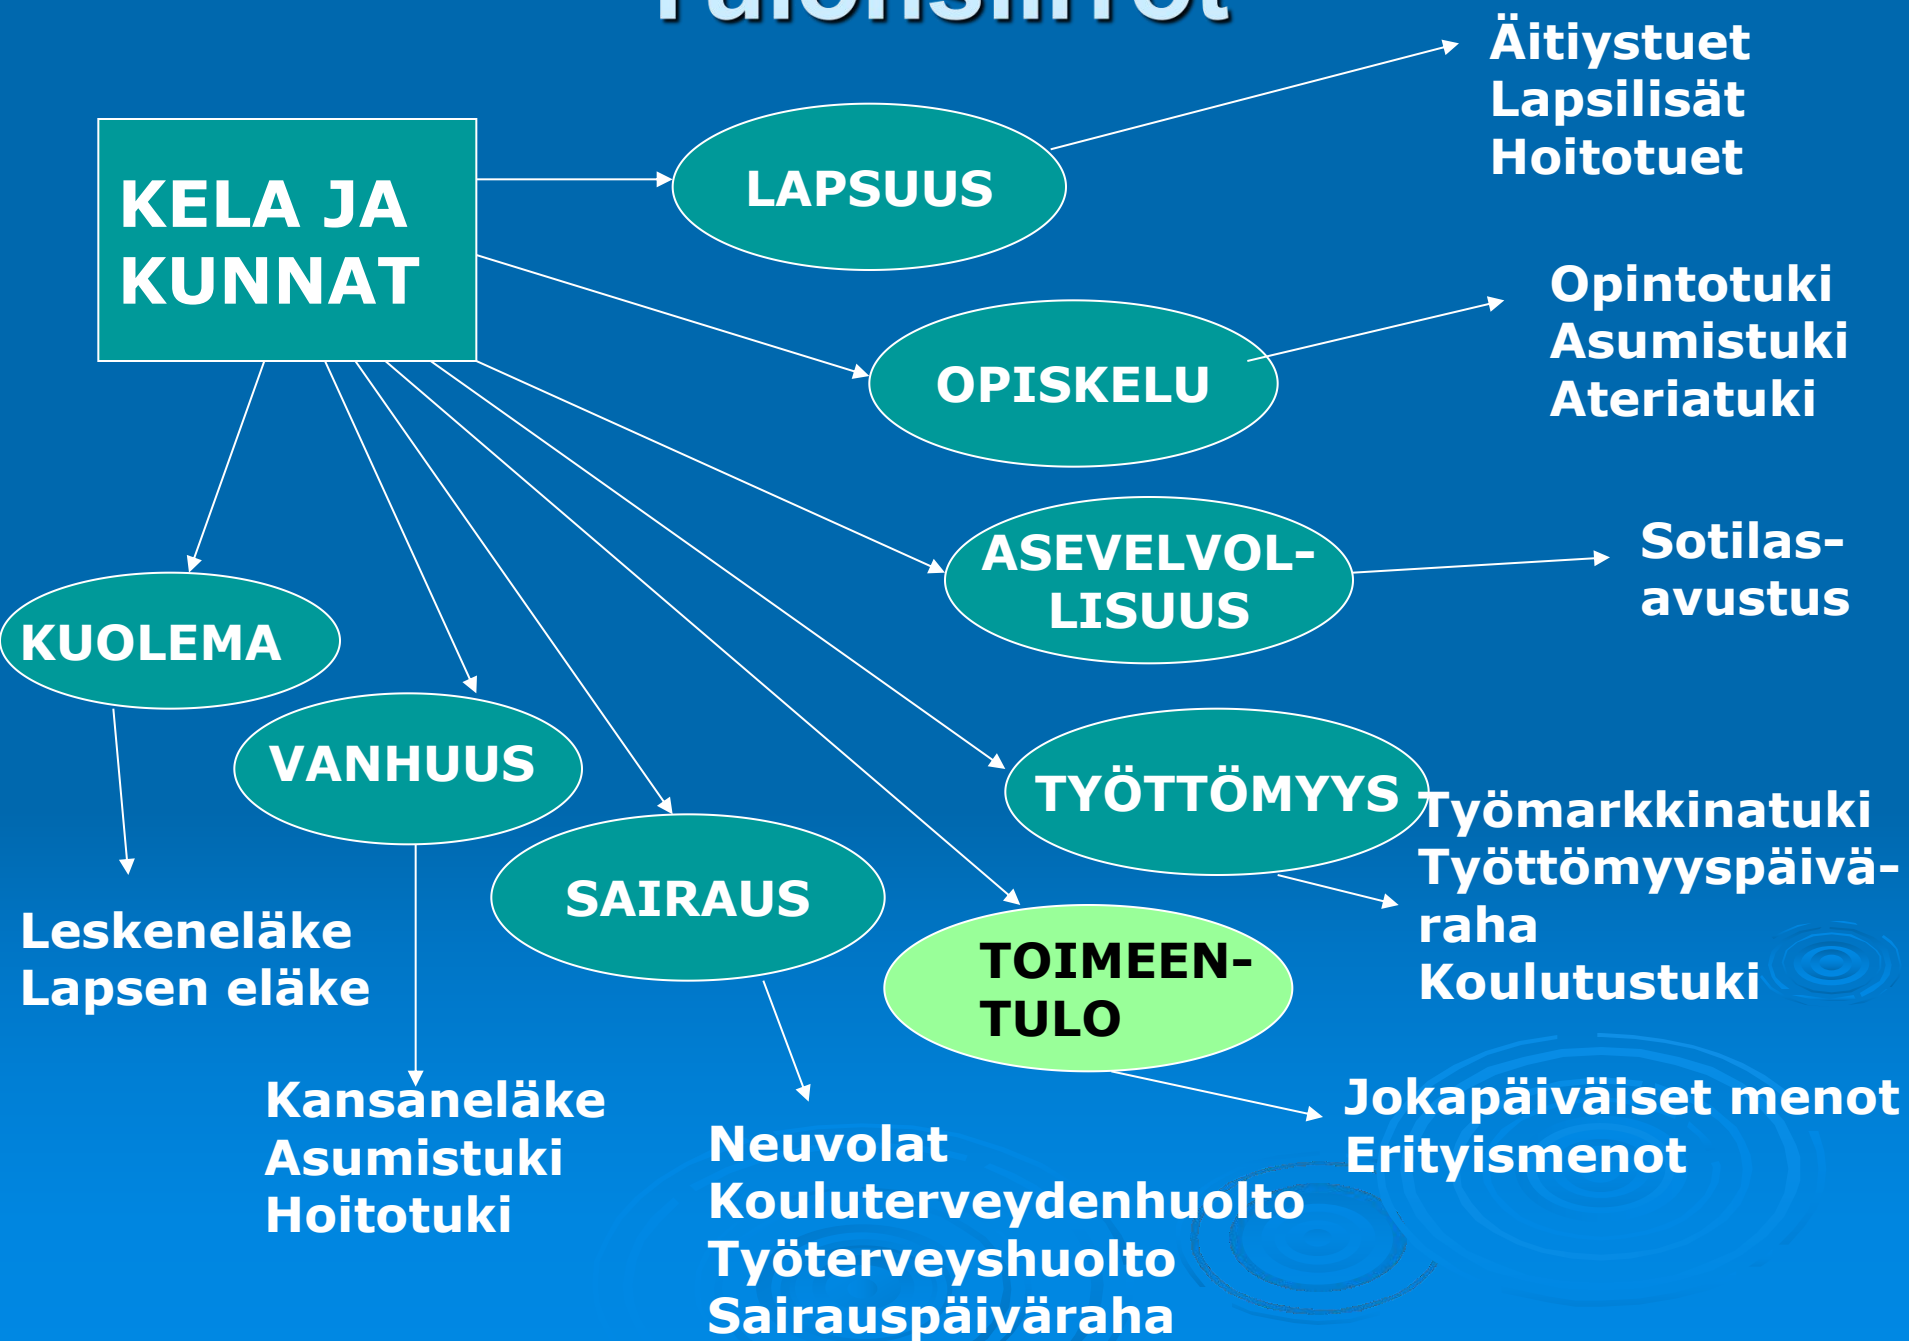 Tulonsiirrot
KELA JA
KUNNAT
LAPSUUS
Äitiystuet
Lapsilisät
Hoitotuet
OPISKELU
Opintotuki
Asumistuki
Ateriatuki
ASEVELVOL-
LISUUS
Sotilas-
avustus
TYÖTTÖMYYS
Työmarkkinatuki
Työttömyyspäivä-
raha
Koulutustuki
TOIMEEN-
TULO
Jokapäiväiset menot
Erityismenot
SAIRAUS
Neuvolat
Kouluterveydenhuolto
Työterveyshuolto
Sairauspäiväraha
VANHUUS
Kansaneläke
Asumistuki
Hoitotuki
KUOLEMA
Leskeneläke
Lapsen eläke